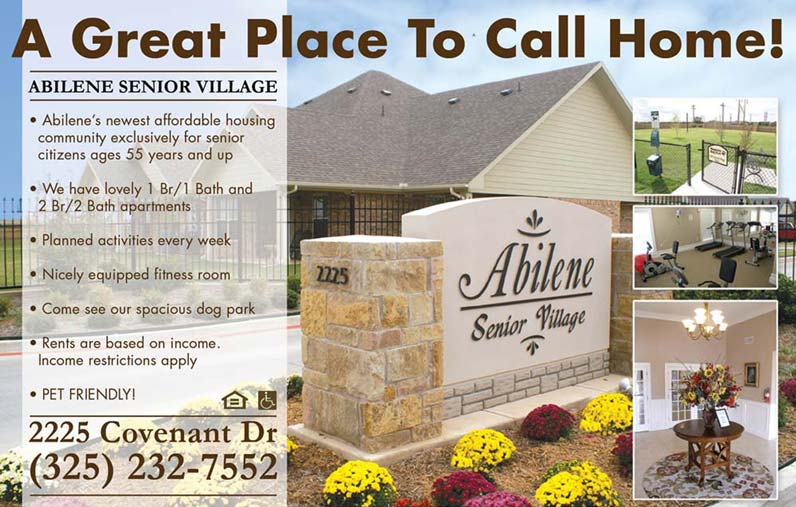 A Great Place To Call Home!
ABILENE SENIOR VILLAGE
• Abilene's newest affordable housing
community exclusively for senior
citizens ages 55 years and up
• We have lovely 1 Br/1 Bath and
2 Br/2 Bath apartments
• Planned activities every week
• Nicely equipped fitness room
• Come see our spacious dog park
• Rents are based on income.
Income restrictions apply
• PET FRIENDLY!
2225 Covenant Dr
(325) 232-7552
2225
Abilene
Senior Village